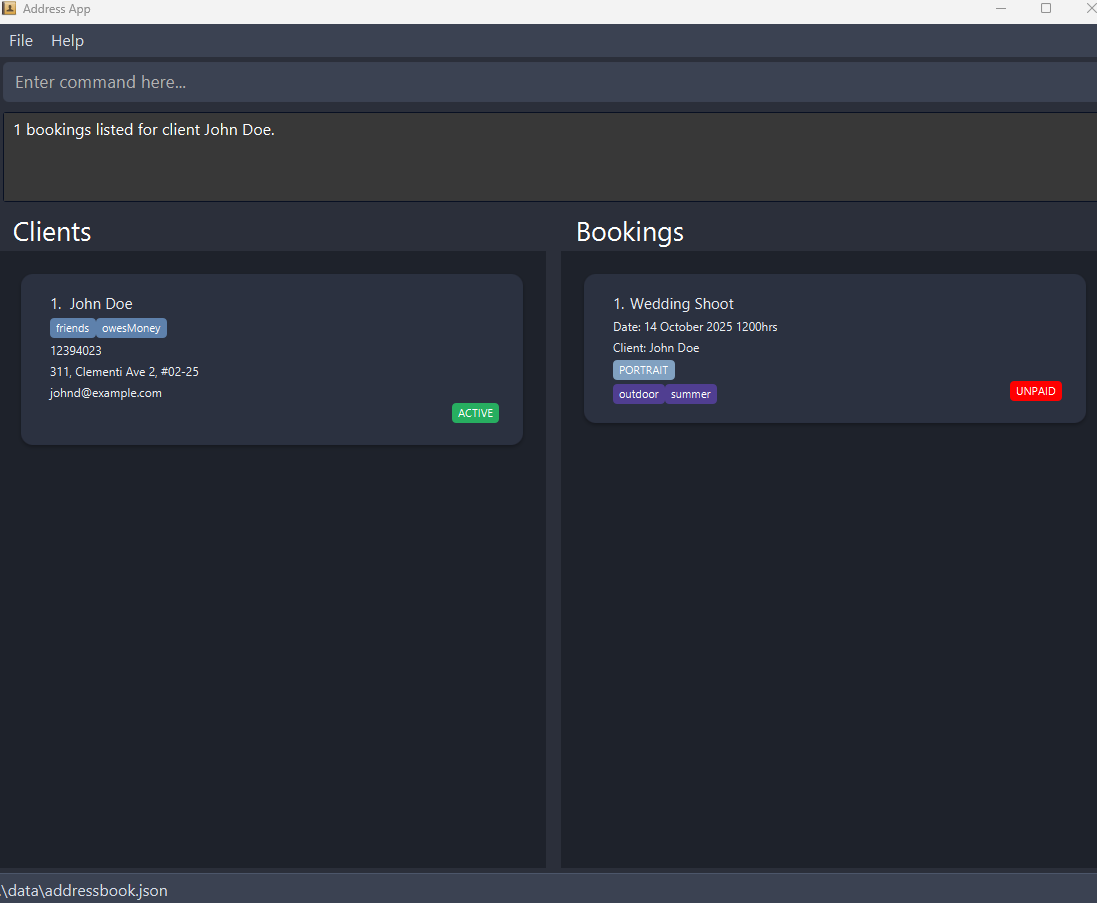 Address App
File Help
Enter command here...
1 bookings listed for client John Doe.
Clients
1. John Doe
friends owesMoney
12394023
311, Clementi Ave 2, #02-25
johnd@example.com
ACTIVE
Bookings
1. Wedding Shoot
Date: 14 October 2025 1200hrs
Client: John Doe
PORTRAIT
outdoor summer
UNPAID
.\data\addressbook.json